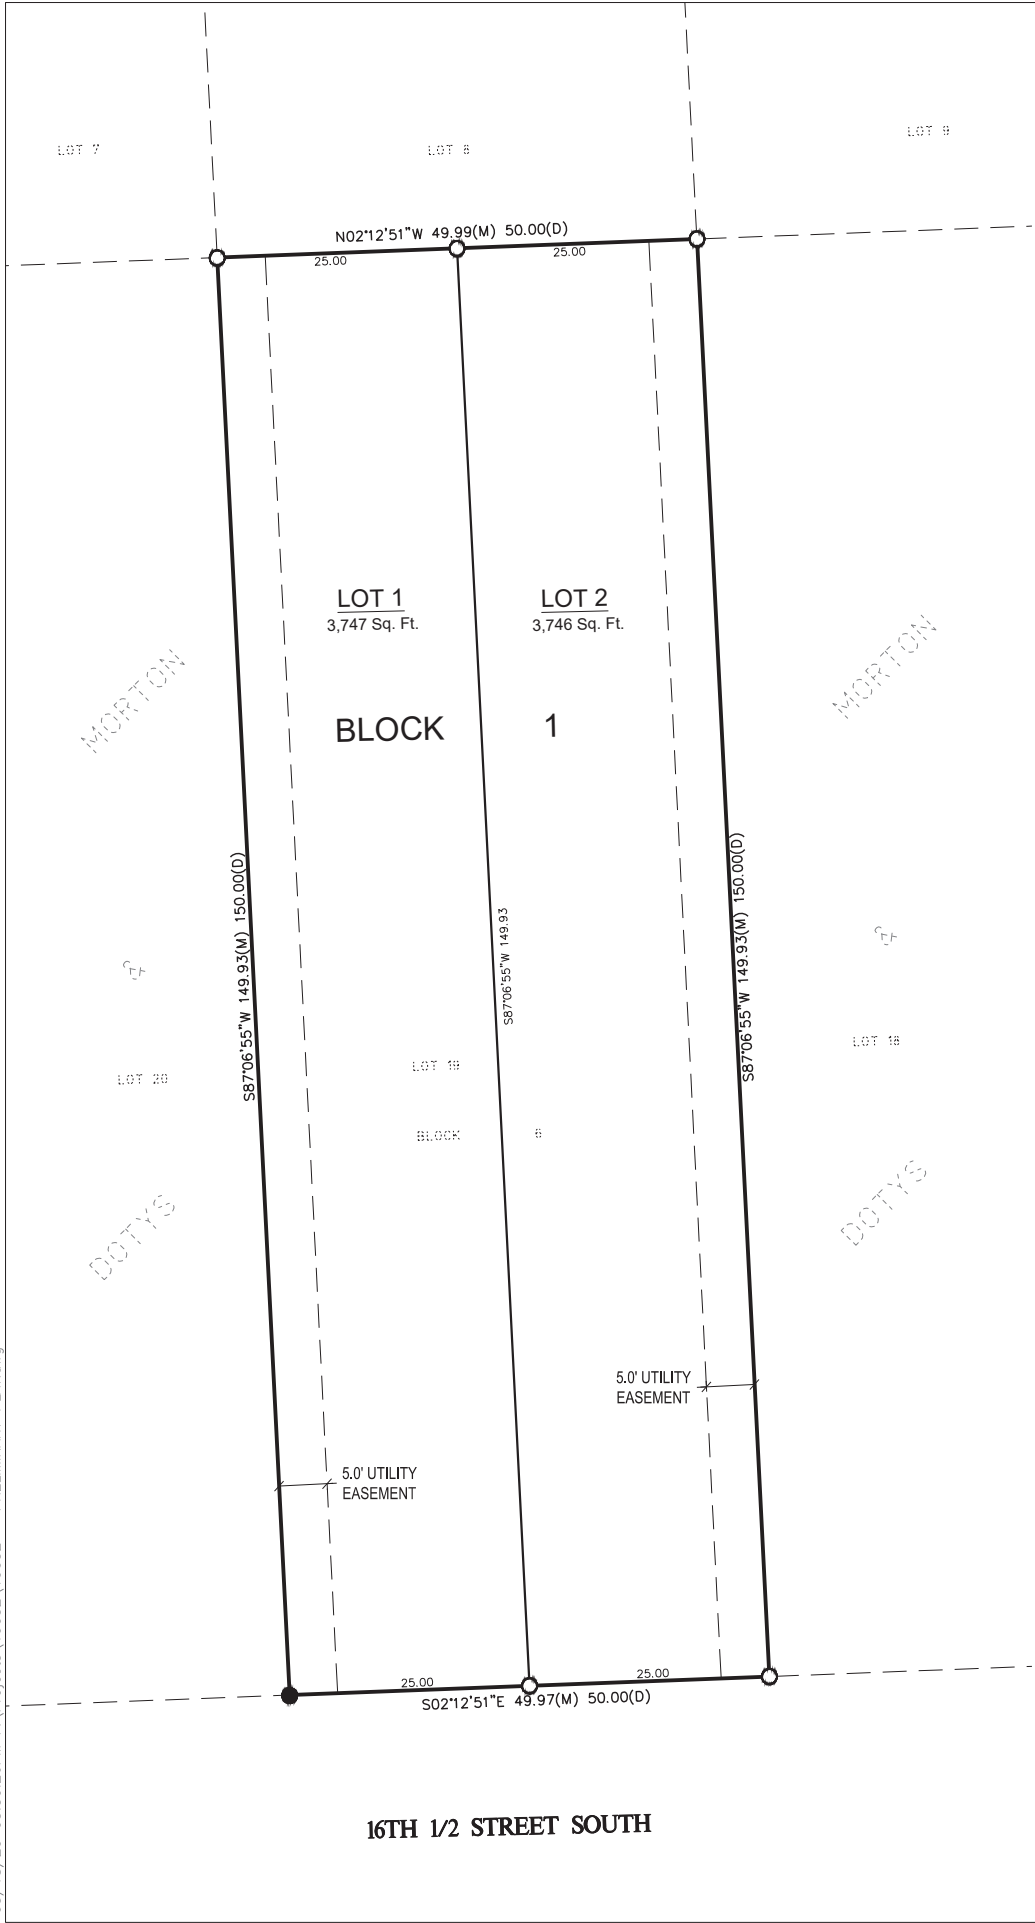 LOT 9
LOT 7
LOT 8
N02°12'51"W 49.99(M) 50.00(D)
25.00
25.00
LOT 1
3,747 Sq. Ft.
LOT 2
3,746 Sq. Ft.
MORTON
MORTON
BLOCK 1
S87°06'55"W 149.93(M) 150.00(D)
S87°06'55"W 149.93
S87°06'55"W 149.93(M) 150.00(D)
&
&
LOT 20
LOT 19
LOT 18
BLOCK 6
DOTYS
DOTYS
5.0' UTILITY
EASEMENT
5.0' UTILITY
EASEMENT
25.00
25.00
S02°12'51"E 49.97(M) 50.00(D)
16TH 1/2 STREET SOUTH